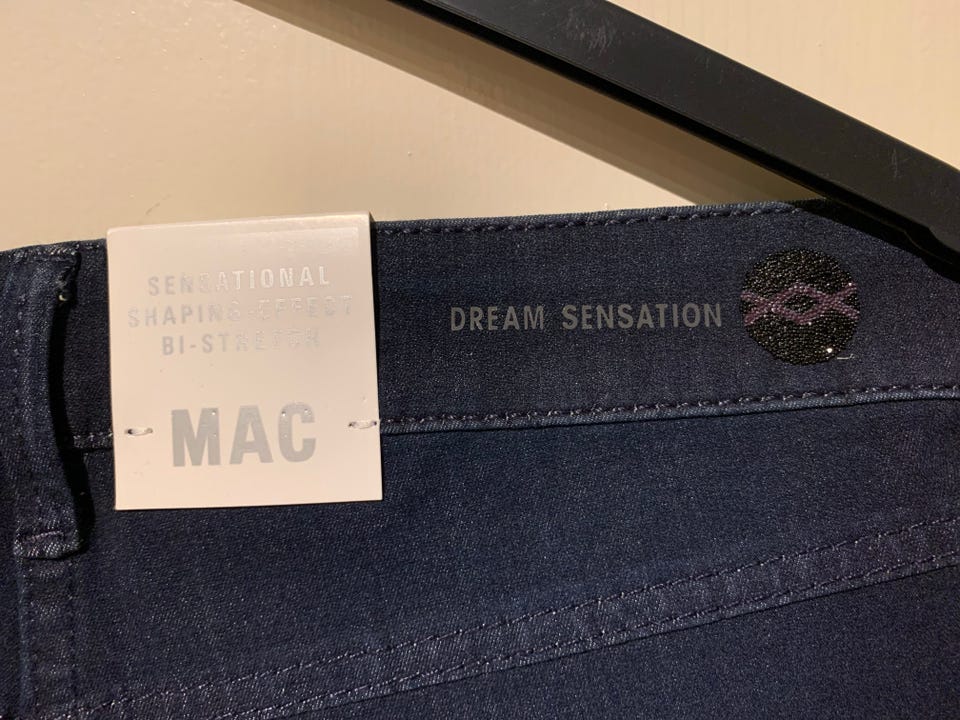 SENSATIONAL
SHAPING-EFFECT
BI-STRETCH
MAC
DREAM SENSATION